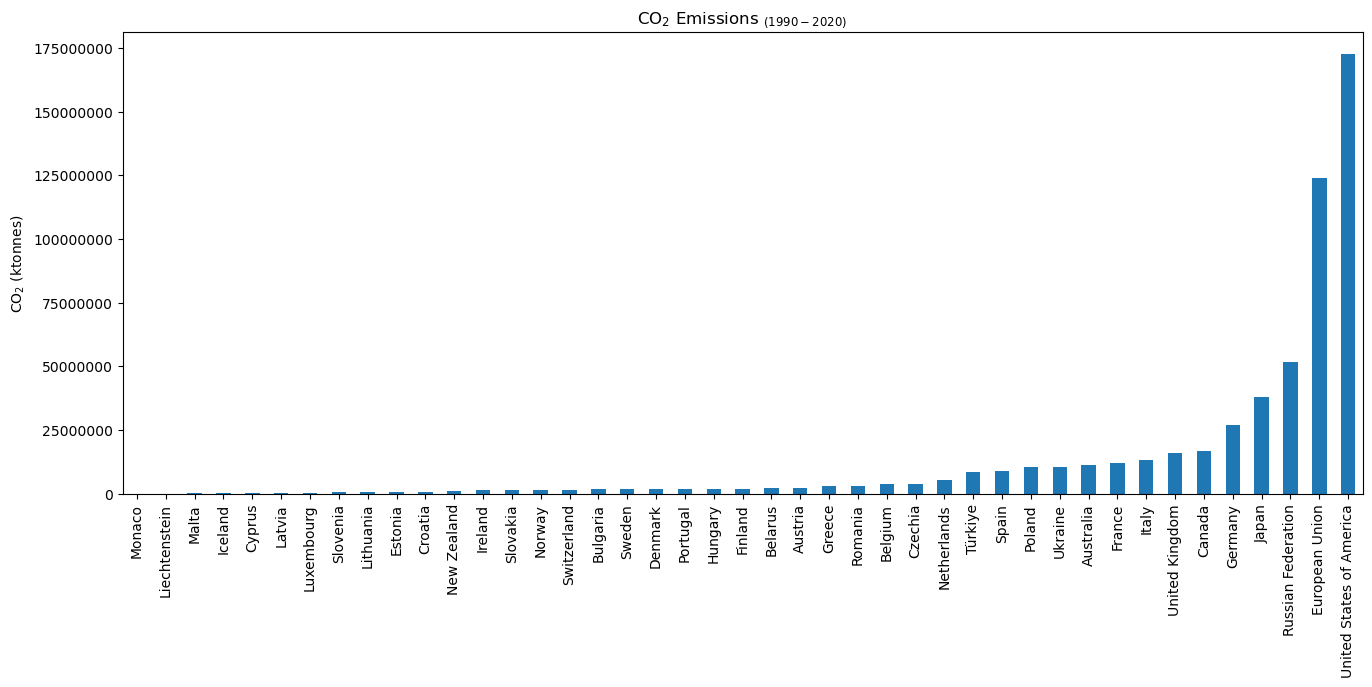 CO₂ Emissions (1990 − 2020)
CO₂ (ktonnes)
175000000
150000000
125000000
100000000
75000000
50000000
25000000
0
Monaco
Liechtenstein
Malta
Iceland
Cyprus
Latvia
Luxembourg
Slovenia
Lithuania
Estonia
Croatia
New Zealand
Ireland
Slovakia
Norway
Switzerland
Bulgaria
Sweden
Denmark
Portugal
Hungary
Finland
Belarus
Austria
Greece
Romania
Belgium
Czechia
Netherlands
Türkiye
Spain
Poland
Ukraine
Australia
France
Italy
United Kingdom
Canada
Germany
Japan
Russian Federation
European Union
United States of America